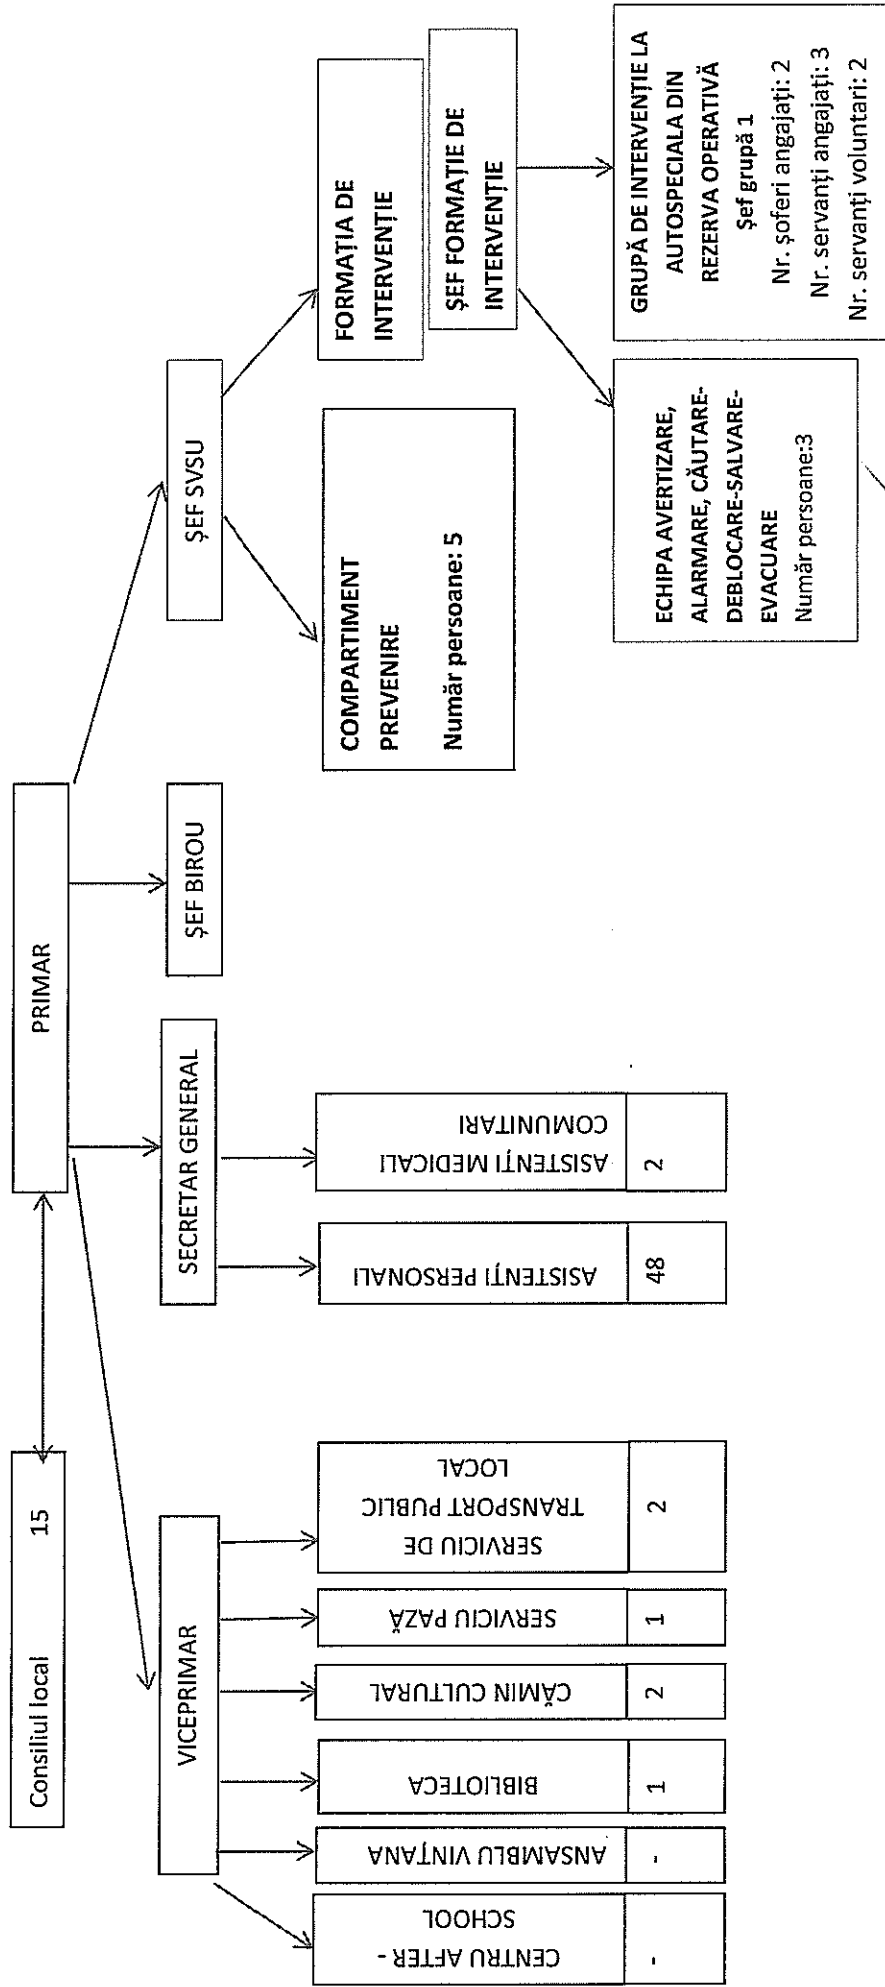 Consiliul local 15
PRIMAR
VICEPRIMAR
SECRETAR GENERAL
ȘEF BIROU
ȘEF SVSU
CENTRU AFTER -
SCHOOL
-
ANSAMBLU VINȚANA
-
BIBLIOTECA
1
CĂMIN CULTURAL
2
SERVICIU PAZĂ
1
SERVICIU DE
TRANSPORT PUBLIC
LOCAL
2
ASISTENȚI PERSONALI
48
ASISTENȚI MEDICALI
COMUNITARI
2
COMPARTIMENT
PREVENIRE
Număr persoane: 5
FORMAȚIA DE
INTERVENȚIE
ȘEF FORMAȚIE DE
INTERVENȚIE
ECHIPA AVERTIZARE,
ALARMARE, CĂUTARE-
DEBLOCARE-SALVARE-
EVACUARE
Număr persoane:3
GRUPĂ DE INTERVENȚIE LA
AUTOSPECIALA DIN
REZERVA OPERATIVĂ
Șef grupă 1
Nr. șoferi angajați: 2
Nr. servanți angajați: 3
Nr. servanți voluntari: 2